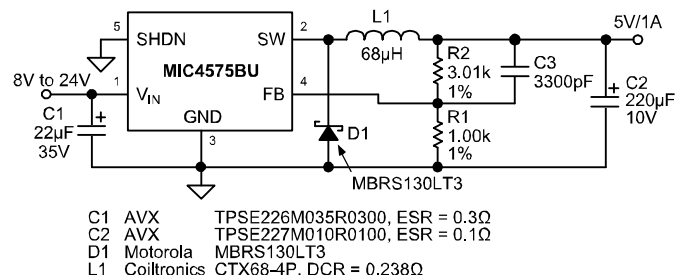 L1
5V/1A
5
SHDN
SW
2
68µH
R2
3.01k
1%
C3
3300pF
MIC4575BU
8V to 24V
1
VIN
FB
4
C2
220µF
10V
C1
22µF
35V
GND
3
D1
R1
1.00k
1%
MBRS130LT3
C1 AVX TPSE226M035R0300, ESR = 0.3Ω
C2 AVX TPSE227M010R0100, ESR = 0.1Ω
D1 Motorola MBRS130LT3
L1 Coiltronics CTX68-4P, DCR = 0.238Ω